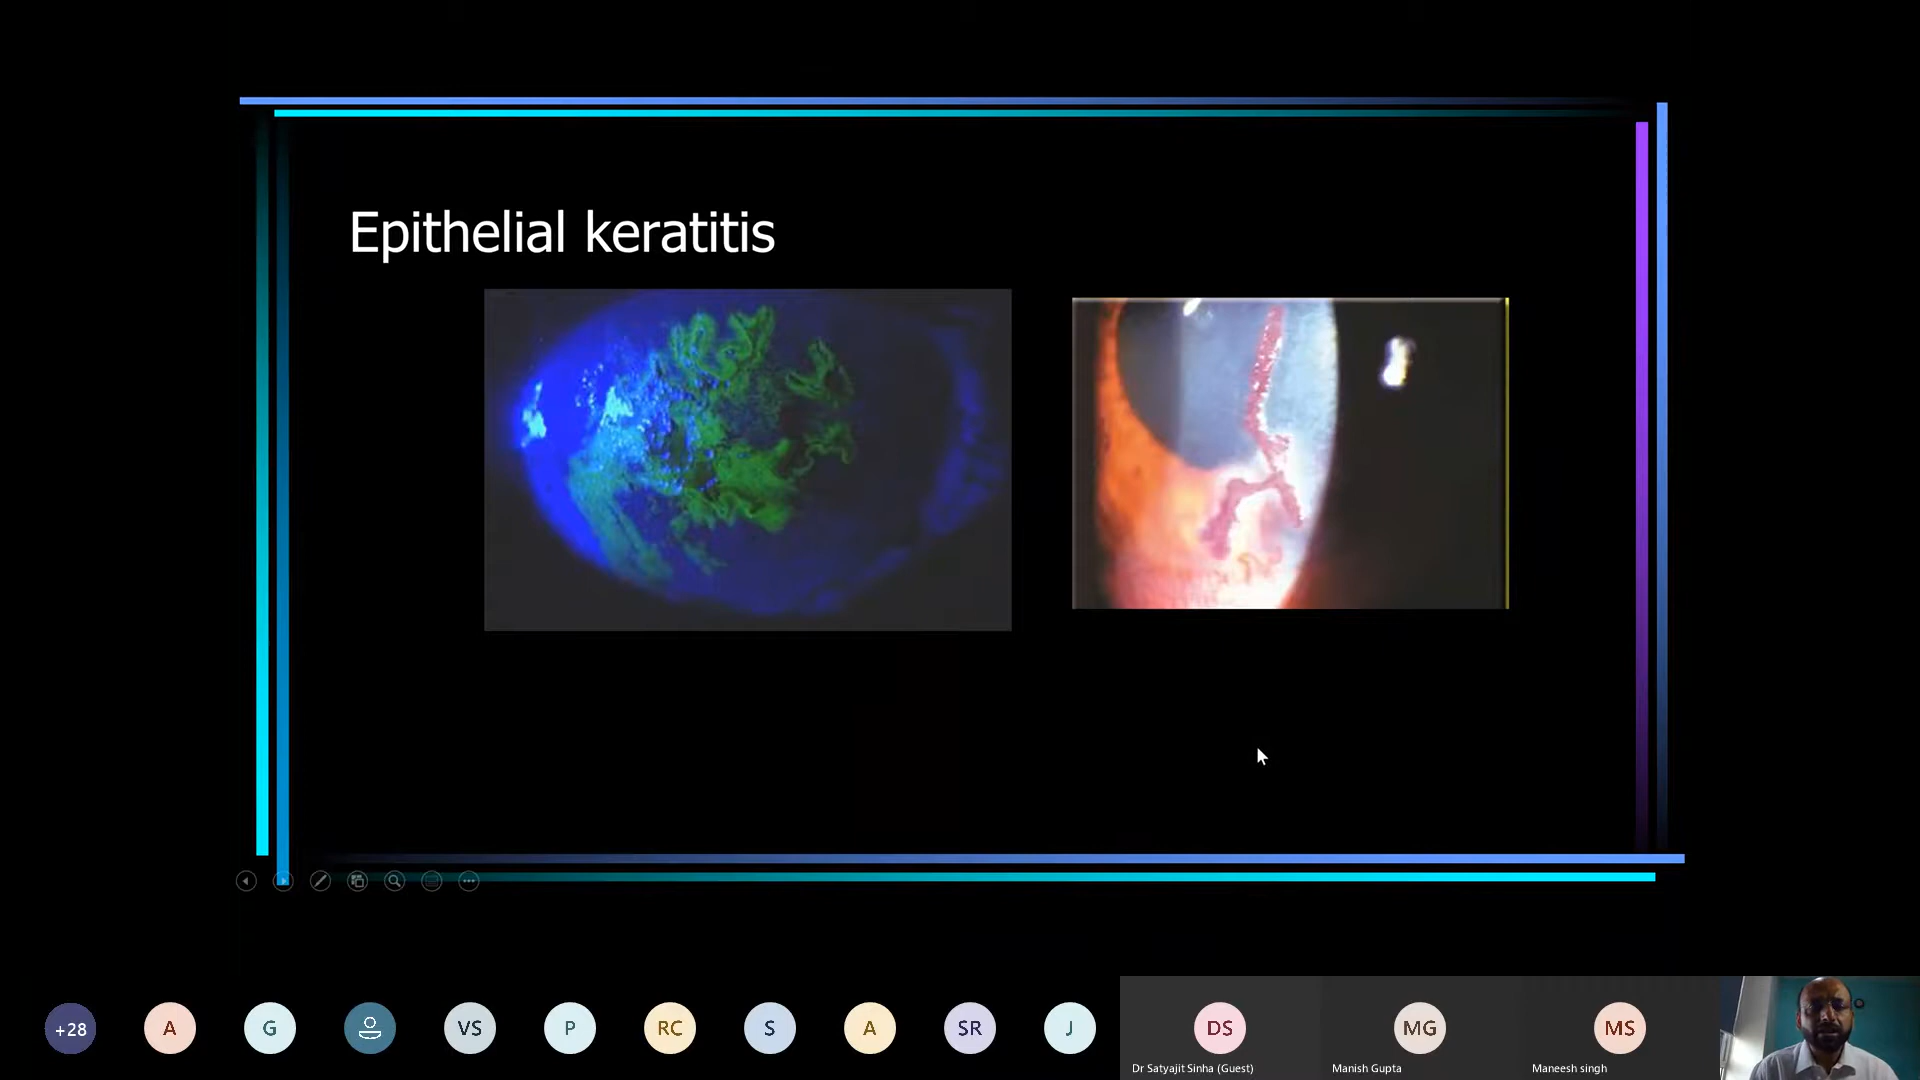 Epithelial keratitis
+28
A
G
VS
P
RC
S
A
SR
J
DS
MG
MS
Dr Satyajit Sinha (Guest)
Manish Gupta
Maneesh singh